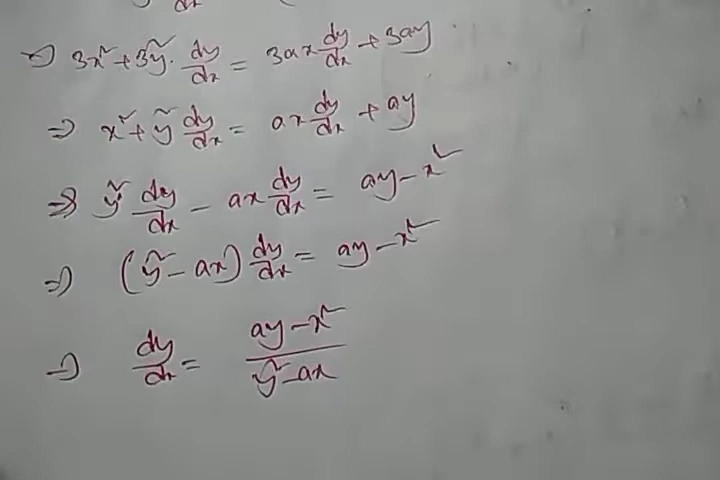 ⇒ 3x² + 3y² · dy/dx = 3ax dy/dx + 3ay
⇒ x² + y² dy/dx = ax dy/dx + ay
⇒ y² dy/dx - ax dy/dx = ay - x²
⇒ (y² - ax) dy/dx = ay - x²
⇒ dy/dx = (ay - x²)/(y² - ax)